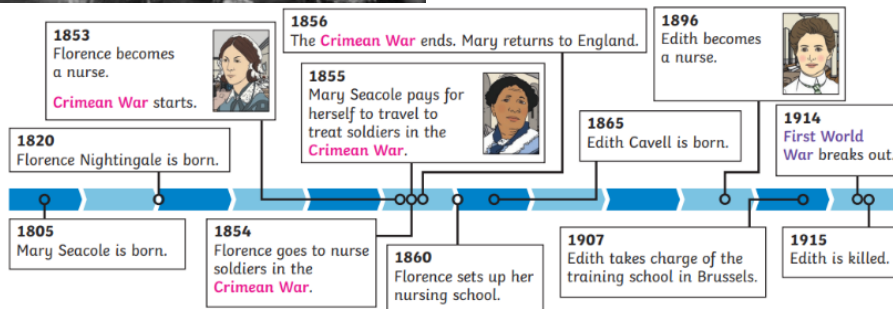 1853
Florence becomes
a nurse.
Crimean War starts.
1856
The Crimean War ends. Mary returns to England.
1896
Edith becomes
a nurse.
1855
Mary Seacole pays for
herself to travel to
treat soldiers in the
Crimean War.
1820
Florence Nightingale is born.
1865
Edith Cavell is born.
1914
First World
War breaks out.
1805
Mary Seacole is born.
1854
Florence goes to nurse
soldiers in the
Crimean War.
1860
Florence sets up her
nursing school.
1907
Edith takes charge of the
training school in Brussels.
1915
Edith is killed.